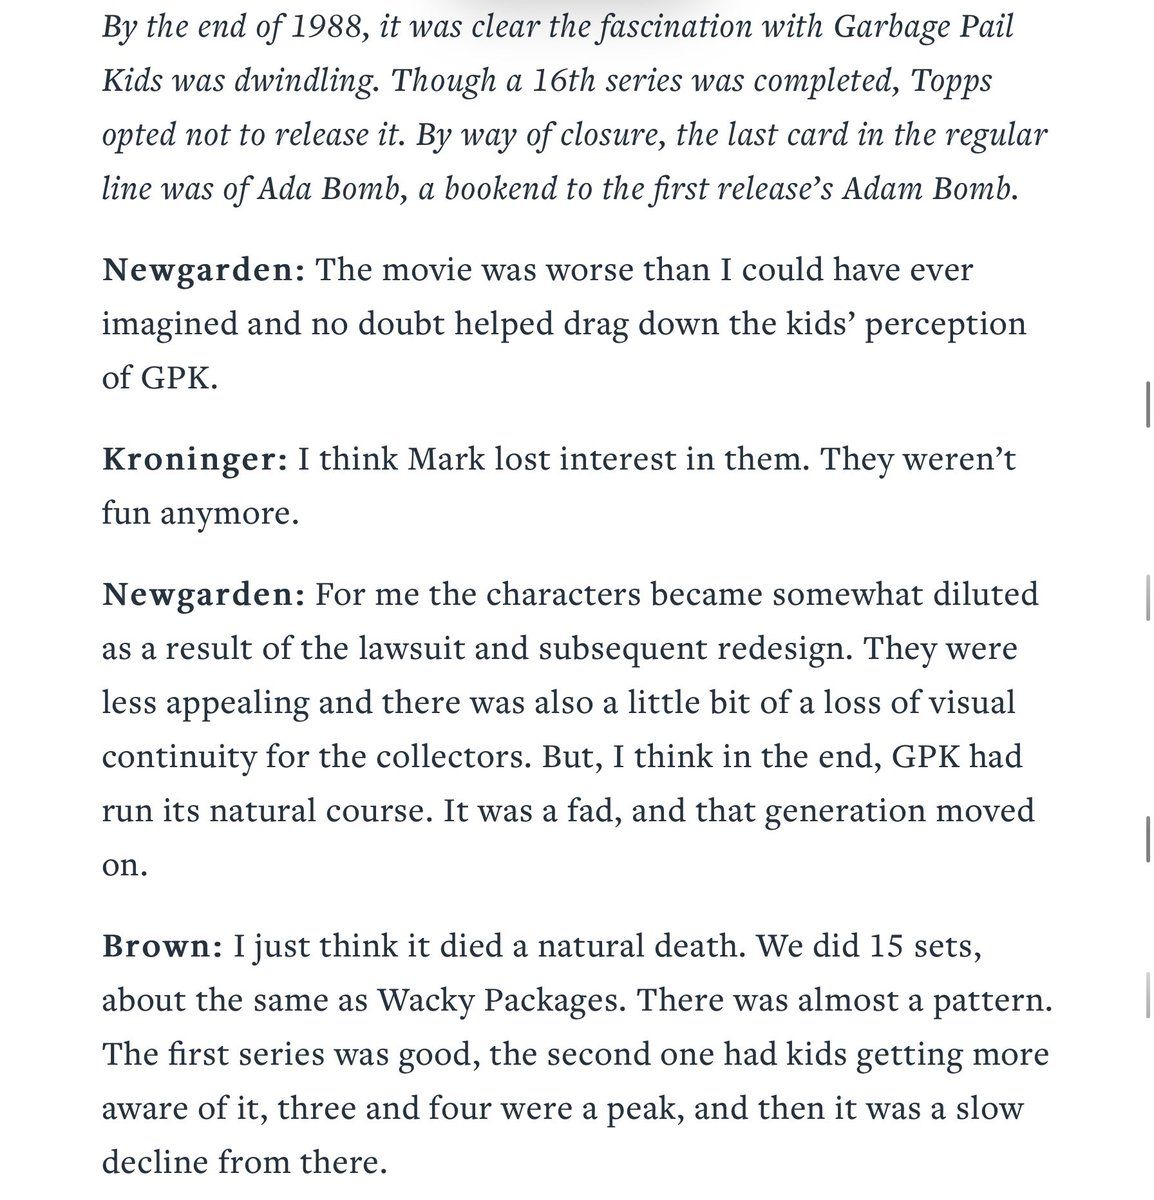 By the end of 1988, it was clear the fascination with Garbage Pail
Kids was dwindling. Though a 16th series was completed, Topps
opted not to release it. By way of closure, the last card in the regular
line was of Ada Bomb, a bookend to the first release’s Adam Bomb.
Newgarden: The movie was worse than I could have ever
imagined and no doubt helped drag down the kids’ perception
of GPK.
Kroninger: I think Mark lost interest in them. They weren’t
fun anymore.
Newgarden: For me the characters became somewhat diluted
as a result of the lawsuit and subsequent redesign. They were
less appealing and there was also a little bit of a loss of visual
continuity for the collectors. But, I think in the end, GPK had
run its natural course. It was a fad, and that generation moved
on.
Brown: I just think it died a natural death. We did 15 sets,
about the same as Wacky Packages. There was almost a pattern.
The first series was good, the second one had kids getting more
aware of it, three and four were a peak, and then it was a slow
decline from there.